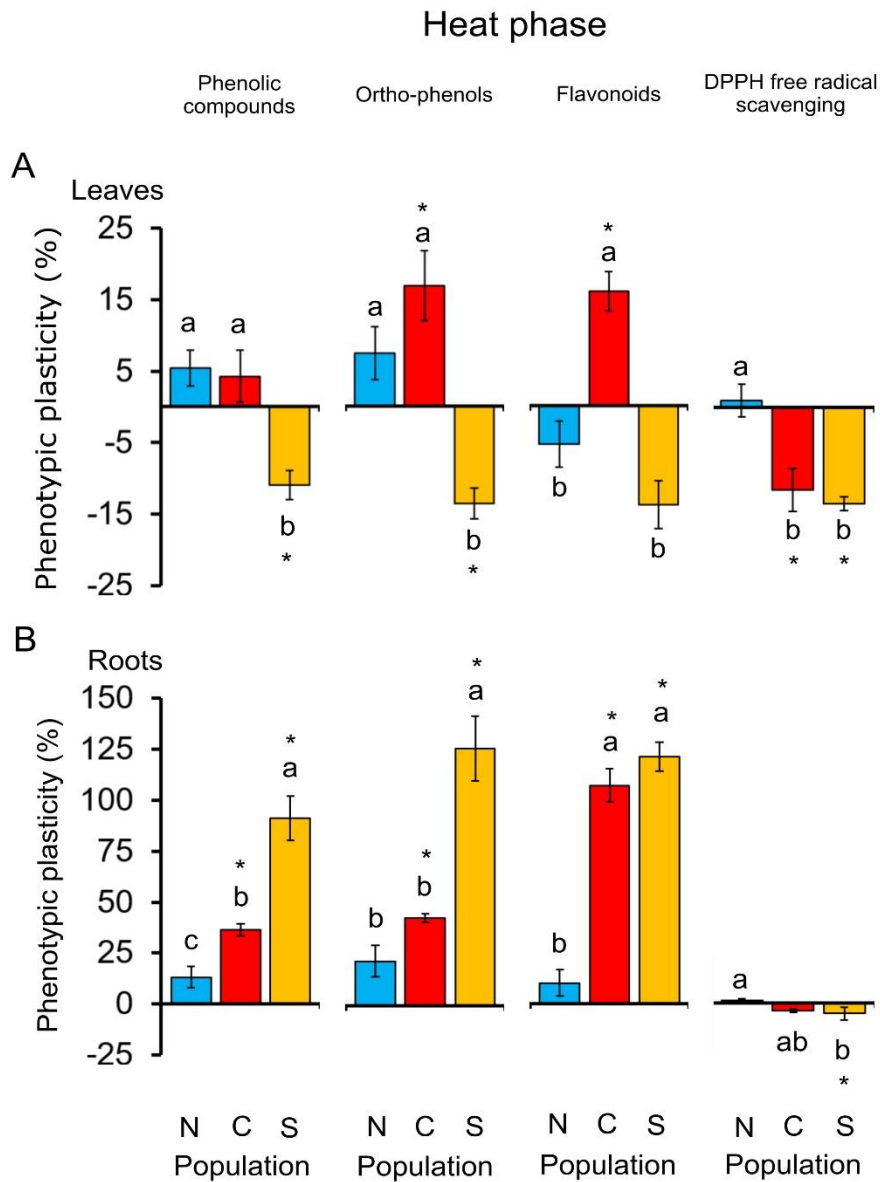 Heat phase
Phenolic
compounds
Ortho-phenols
Flavonoids
DPPH free radical
scavenging
A
Leaves
Phenotypic plasticity (%)
25
15
5
-5
-15
-25
a
a
b
*
a
*
a
b
*
b
*
a
b
a
b
*
b
*
B
Roots
Phenotypic plasticity (%)
150
125
100
75
50
25
0
-25
c
*
b
*
a
b
*
b
*
a
b
*
a
*
a
a
ab
b
*
N C S
N C S
N C S
N C S
Population
Population
Population
Population